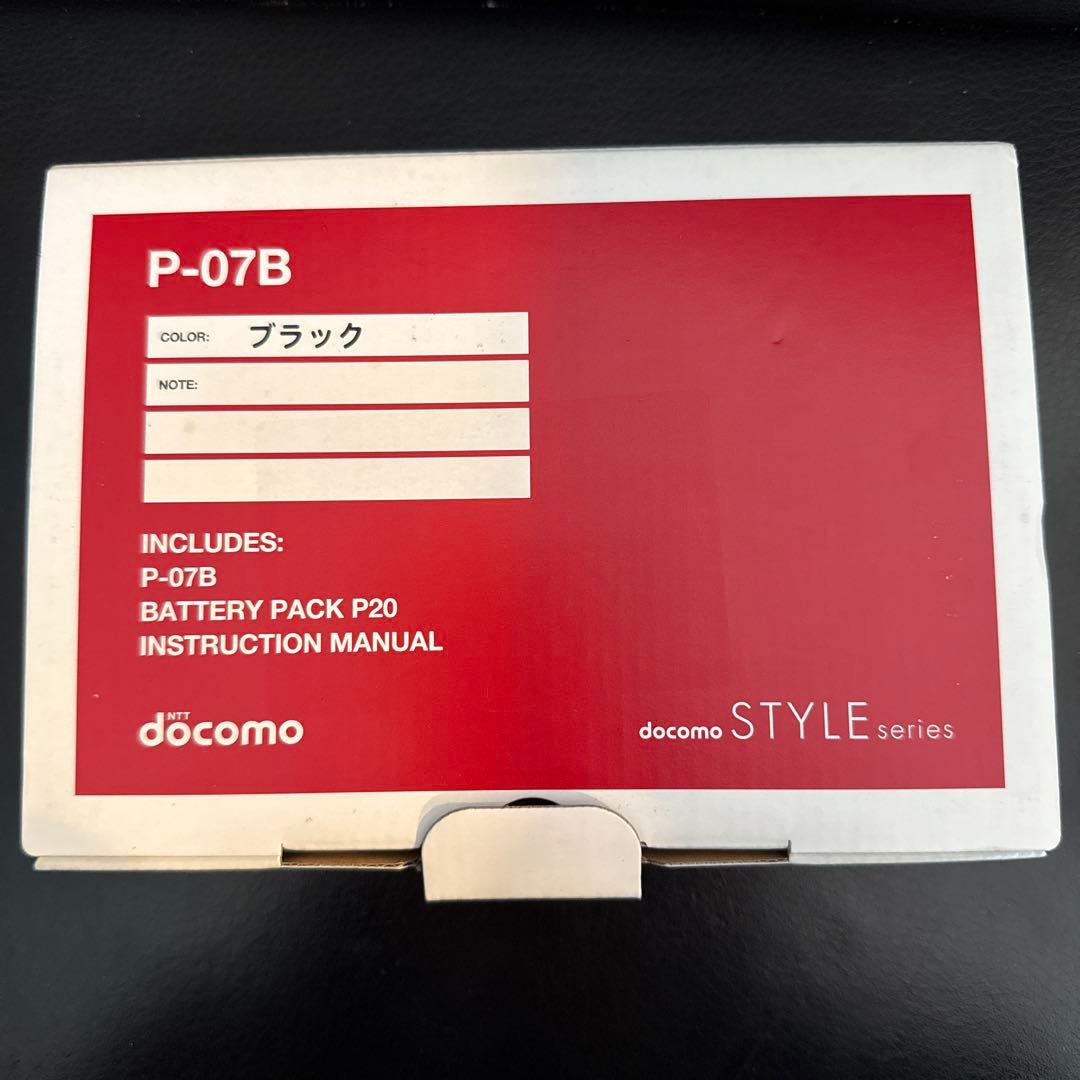 P-07B
COLOR: ブラック
NOTE:
INCLUDES:
P-07B
BATTERY PACK P20
INSTRUCTION MANUAL
NTT
docomo
docomo STYLE series